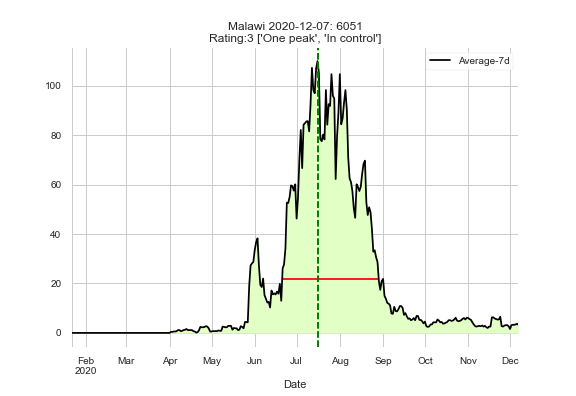 Malawi 2020-12-07: 6051
Rating:3 ['One peak', 'In control']
Average-7d
100
80
60
40
20
0
Feb Mar Apr May Jun Jul Aug Sep Oct Nov Dec
2020
Date